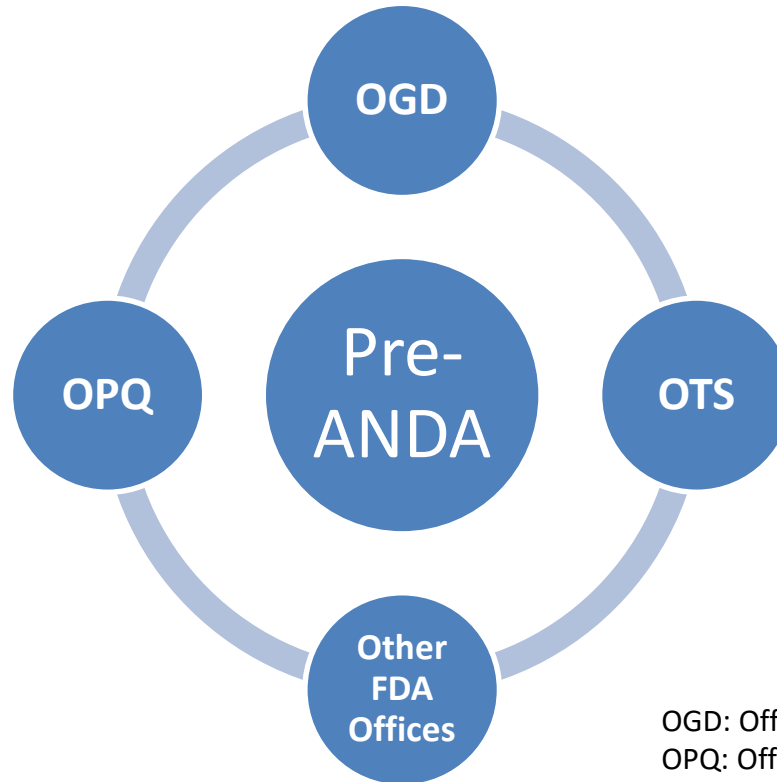 OGD
Pre-
ANDA
OPQ
OTS
Other
FDA
Offices
OGD: Off
OPQ: Off